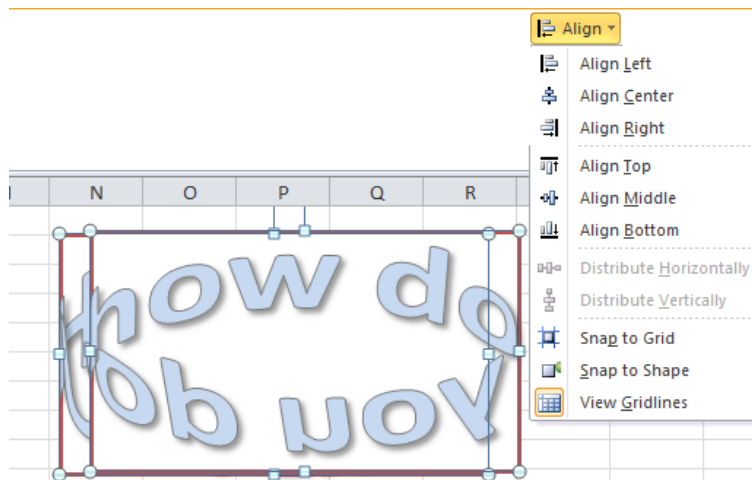 Align
Align Left
Align Center
Align Right
Align Top
Align Middle
Align Bottom
Distribute Horizontally
Distribute Vertically
Snap to Grid
Snap to Shape
View Gridlines
N O P Q R
how do
you do